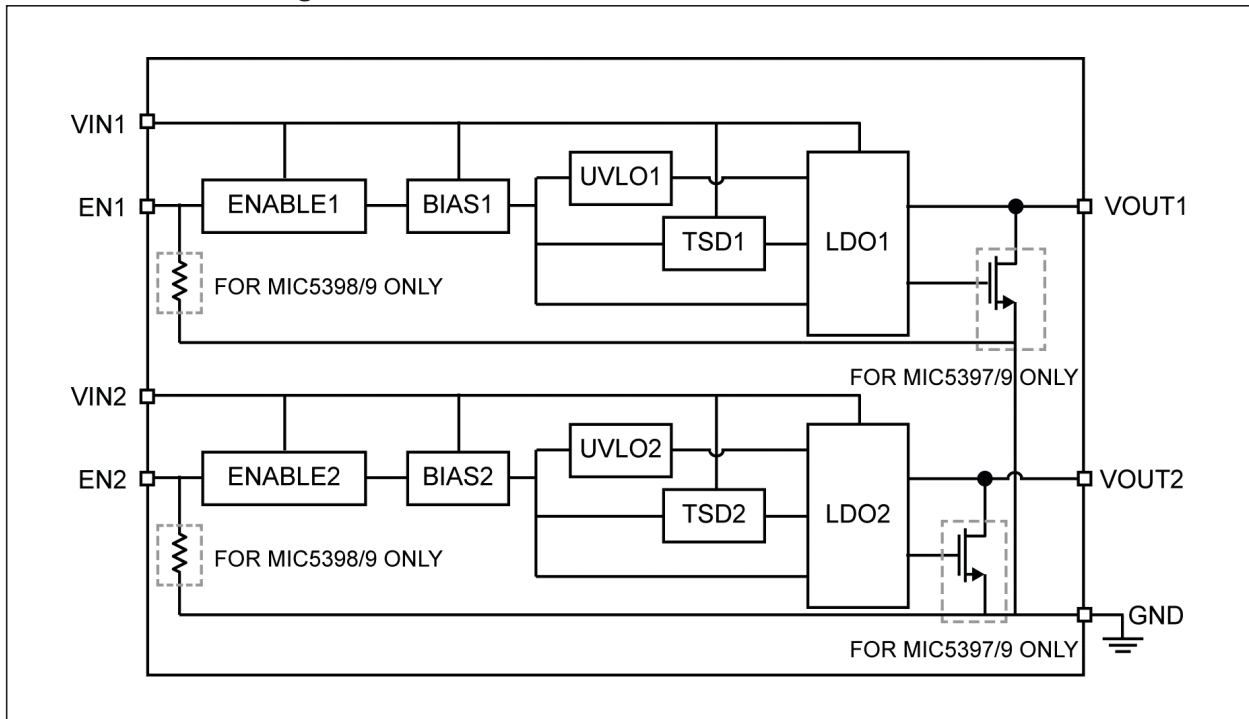 VIN1
UVLO1
EN1
ENABLE1
BIAS1
VOUT1
TSD1
LDO1
FOR MIC5398/9 ONLY
FOR MIC5397/9 ONLY
VIN2
UVLO2
EN2
ENABLE2
BIAS2
VOUT2
TSD2
LDO2
FOR MIC5398/9 ONLY
GND
FOR MIC5397/9 ONLY